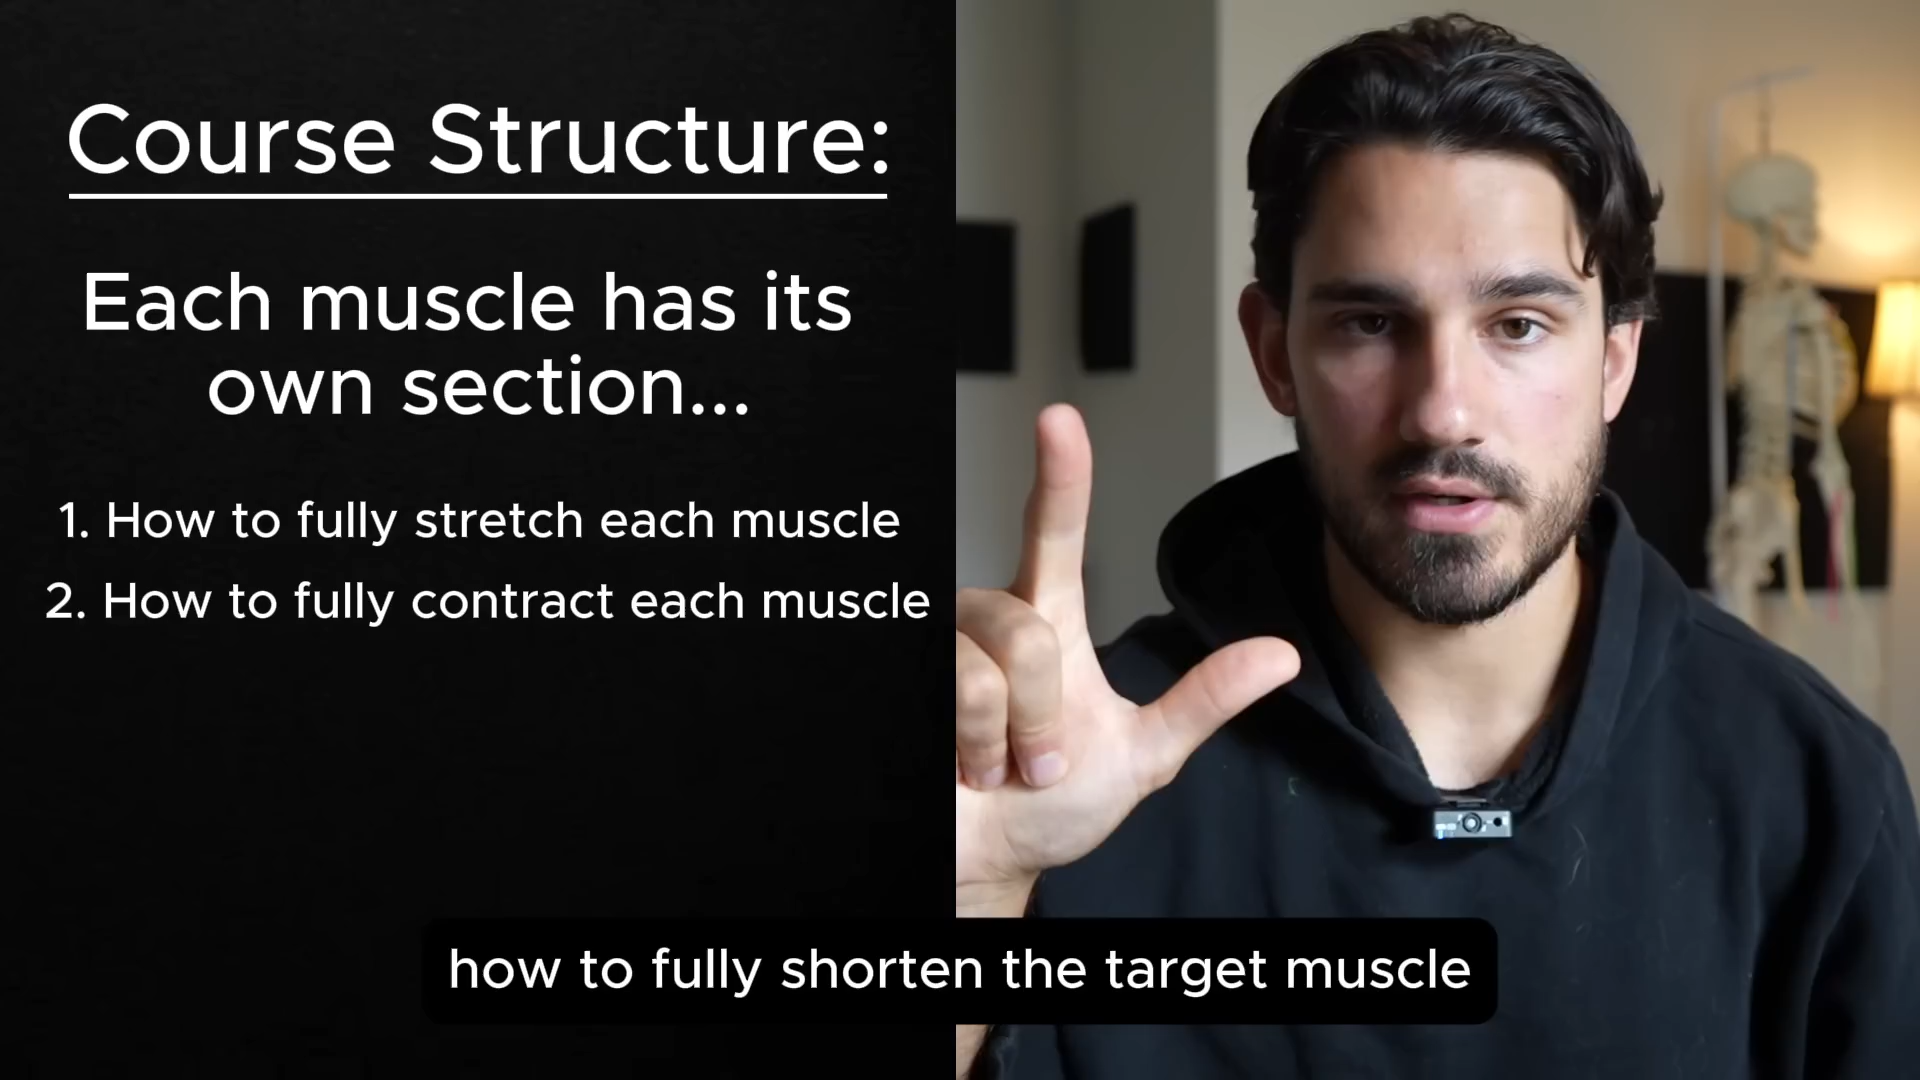 Course Structure:
Each muscle has its
own section...
1. How to fully stretch each muscle
2. How to fully contract each muscle
how to fully shorten the target muscle